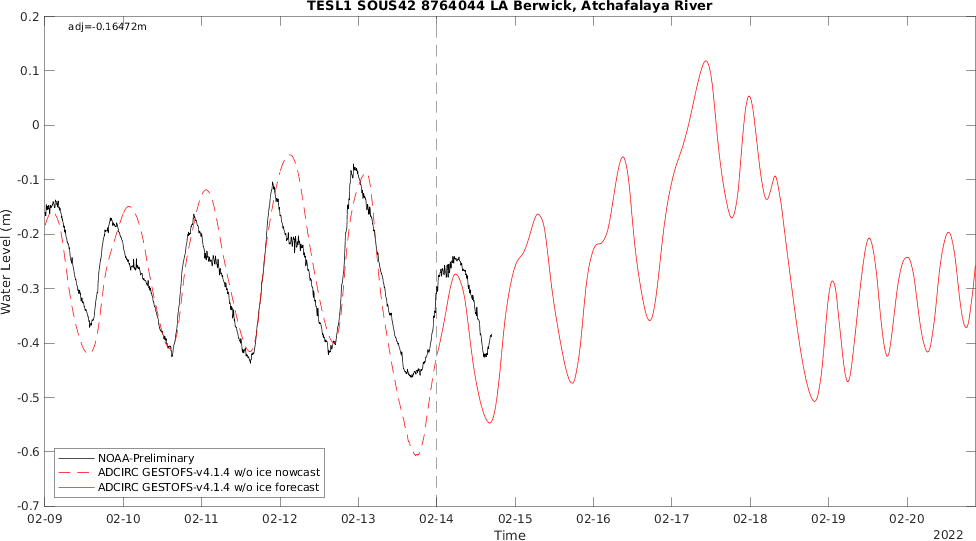 TESL1 SOUS42 8764044 LA Berwick, Atchafalaya River
adj=-0.16472m
0.2
0.1
0
-0.1
-0.2
-0.3
-0.4
-0.5
-0.6
-0.7
Water Level (m)
NOAA-Preliminary
ADCIRC GESTOFS-v4.1.4 w/o ice nowcast
ADCIRC GESTOFS-v4.1.4 w/o ice forecast
02-09 02-10 02-11 02-12 02-13 02-14 02-15 02-16 02-17 02-18 02-19 02-20
Time
2022